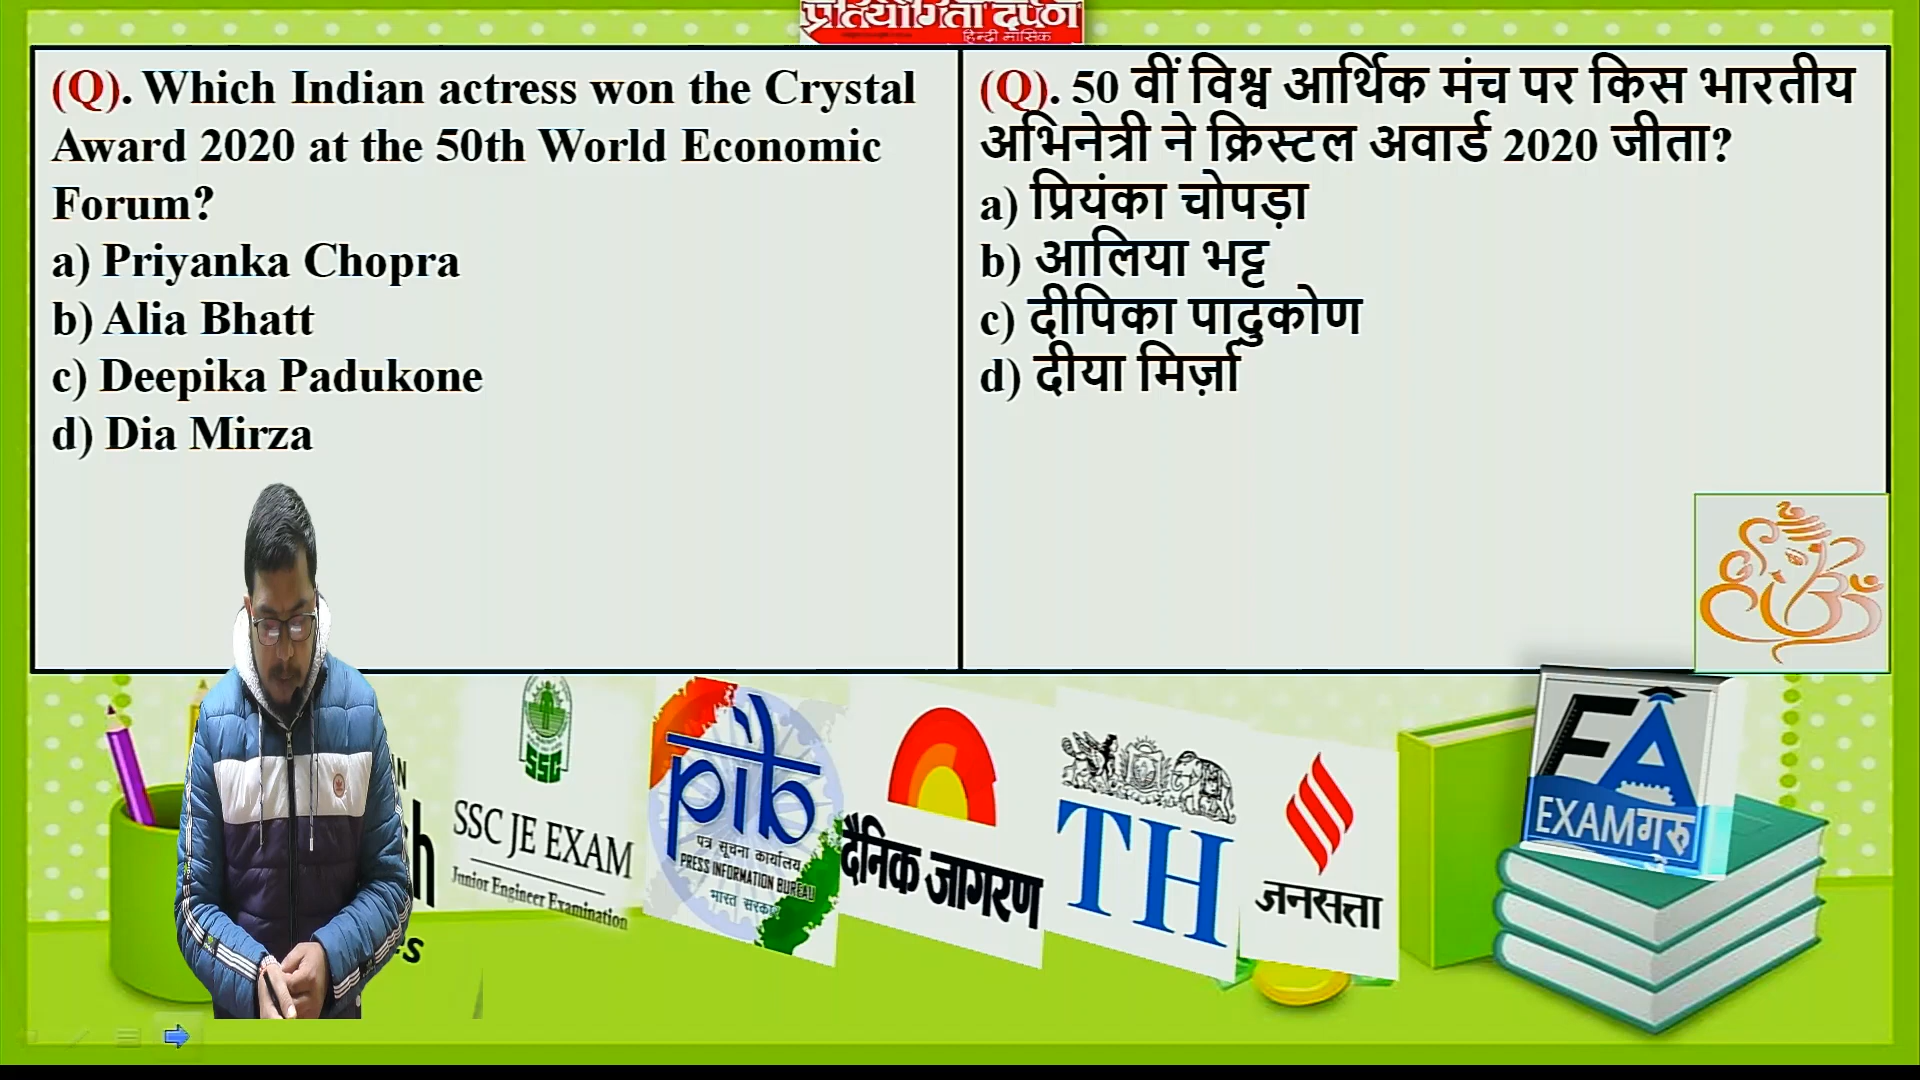 प्रतियोगिता दर्पण
हिन्दी मासिक
(Q). Which Indian actress won the Crystal
Award 2020 at the 50th World Economic
Forum?
a) Priyanka Chopra
b) Alia Bhatt
c) Deepika Padukone
d) Dia Mirza
(Q). 50 वीं विश्व आर्थिक मंच पर किस भारतीय
अभिनेत्री ने क्रिस्टल अवार्ड 2020 जीता?
a) प्रियंका चोपड़ा
b) आलिया भट्ट
c) दीपिका पादुकोण
d) दीया मिर्ज़ा
SSC
SSC JE EXAM
Junior Engineer Examination
pib
पत्र सूचना कार्यालय
PRESS INFORMATION BUREAU
भारत सरकार
दैनिक जागरण
TH
जनसत्ता
FA
EXAMगुरु